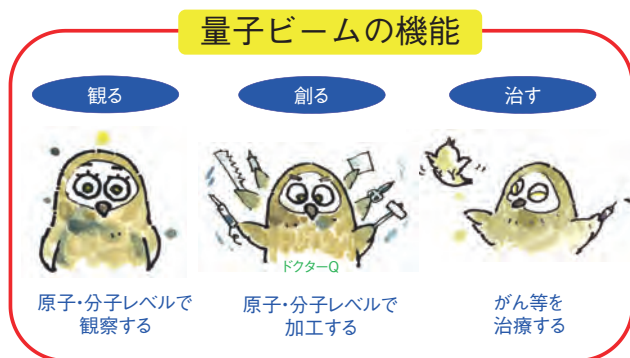 量子ビームの機能
観る
創る
治す
ドクターQ
原子・分子レベルで
観察する
原子・分子レベルで
加工する
がん等を
治療する